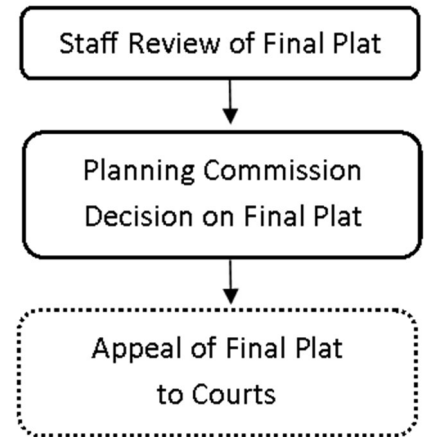 Staff Review of Final Plat
Planning Commission
Decision on Final Plat
Appeal of Final Plat
to Courts